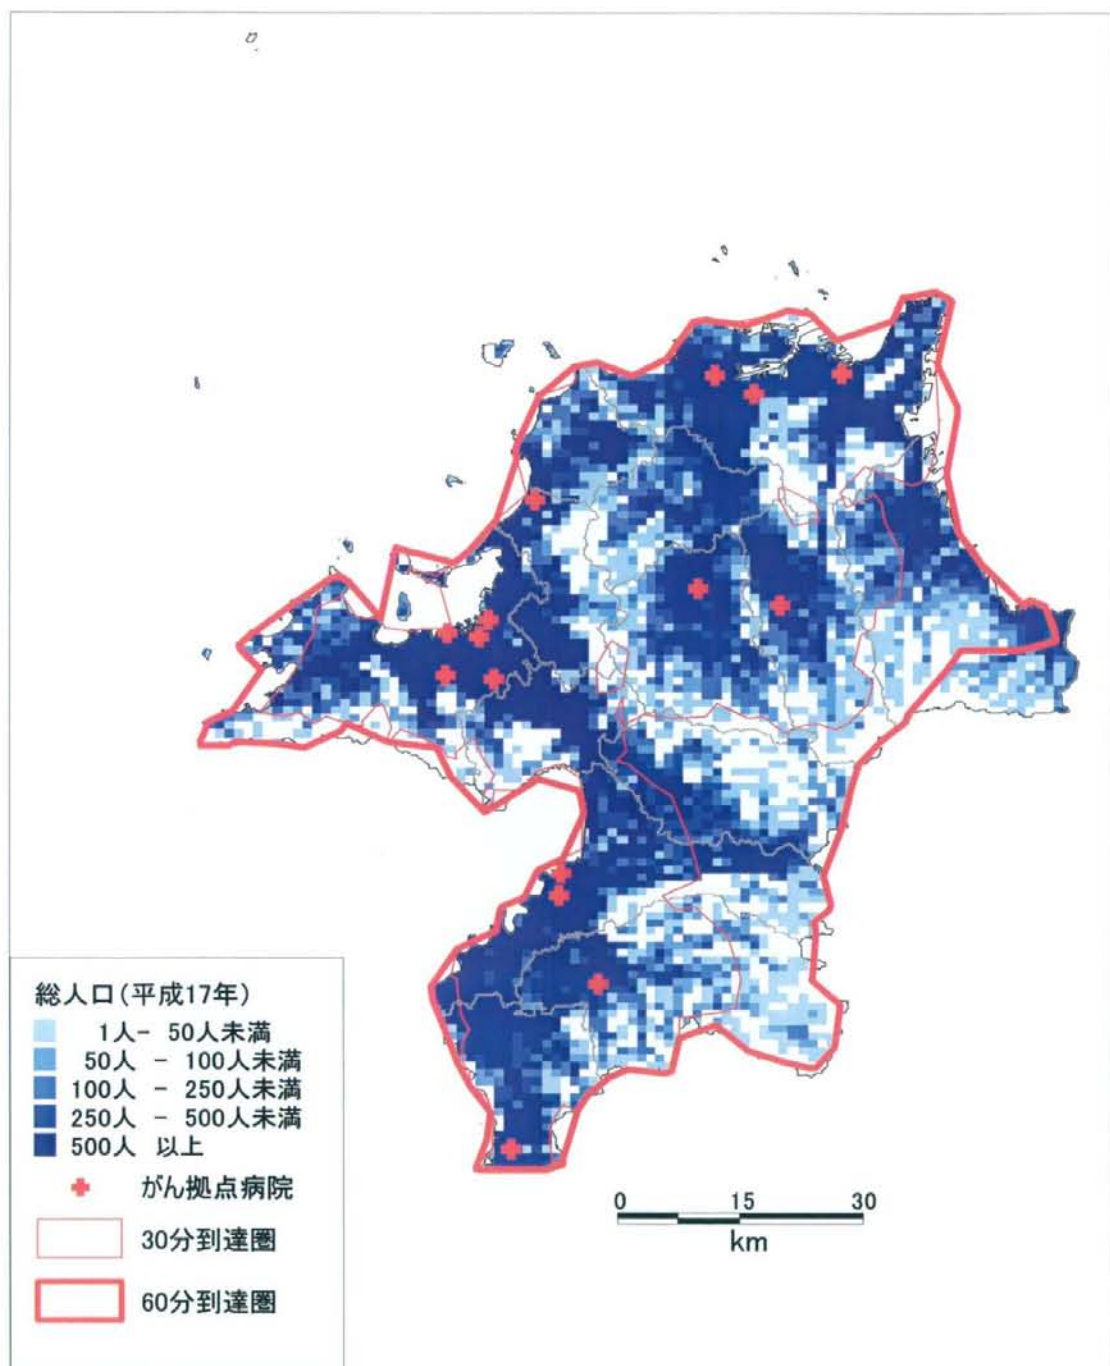 総人口(平成17年)
1人- 50人未満
50人 - 100人未満
100人 - 250人未満
250人 - 500人未満
500人 以上
がん拠点病院
30分到達圏
60分到達圏
0 15 30
km